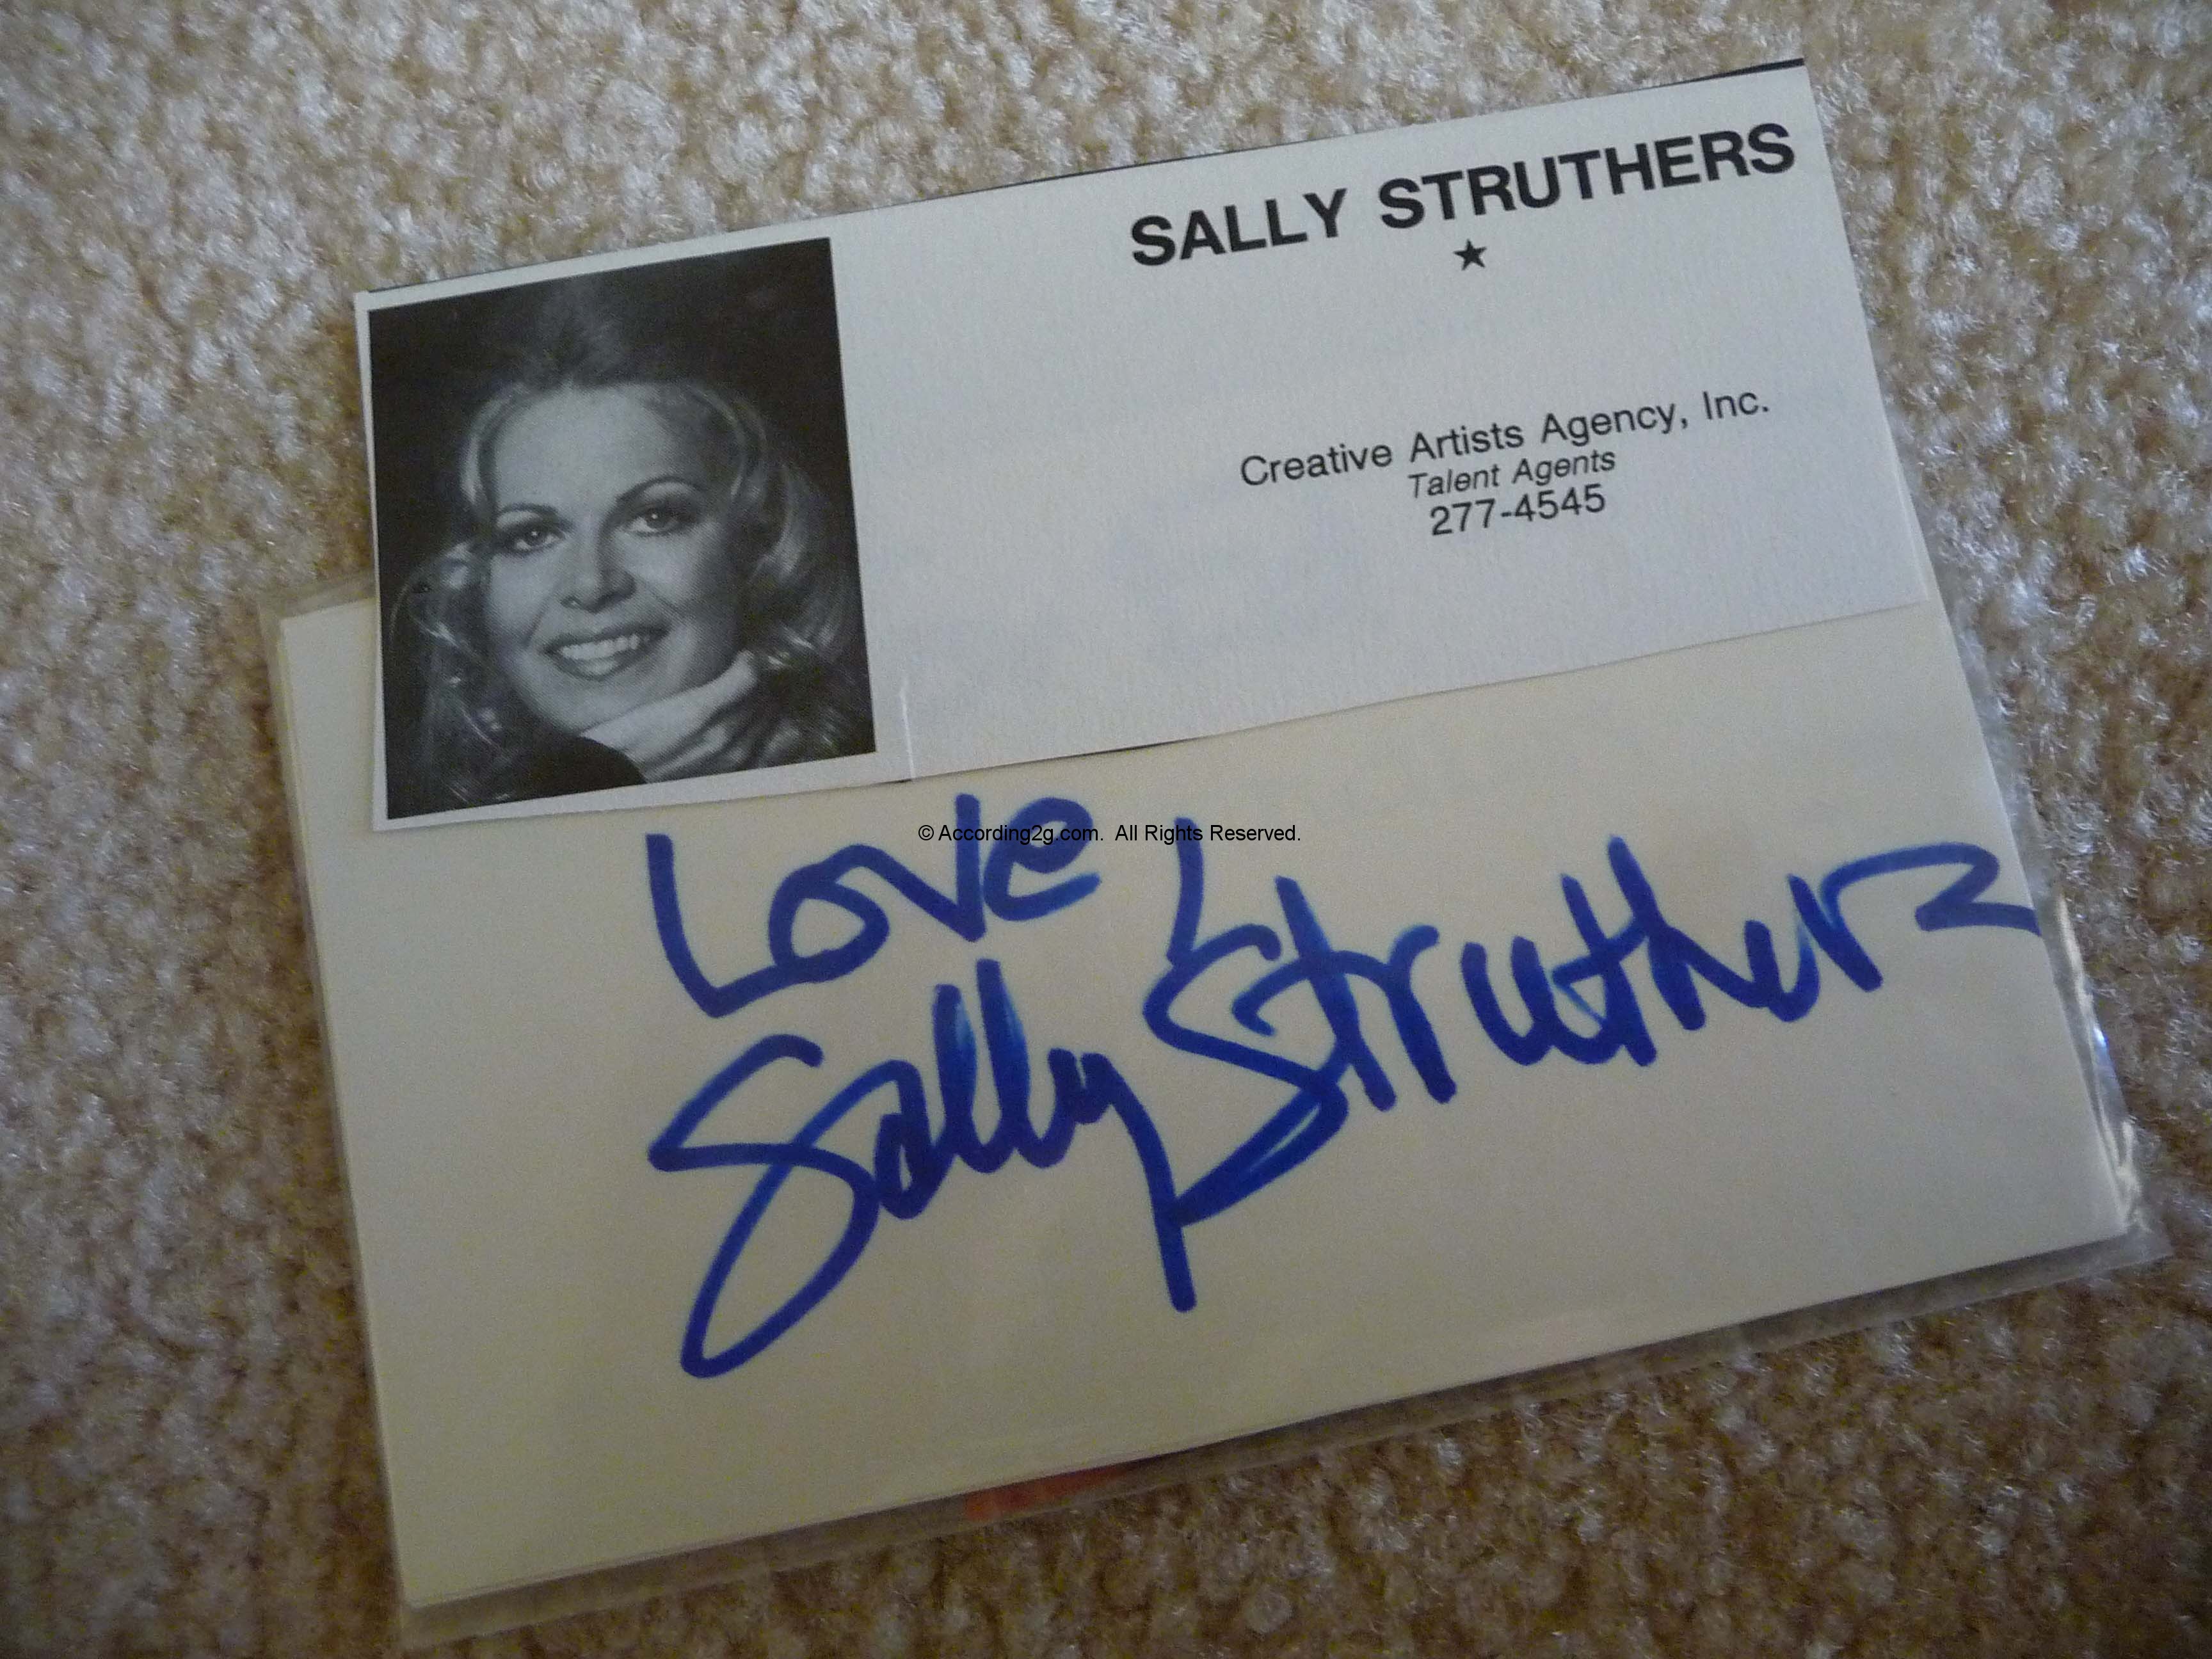 SALLY STRUTHERS
★
Creative Artists Agency, Inc.
Talent Agents
277-4545
© According2g.com. All Rights Reserved.
Love
Sally Struthers